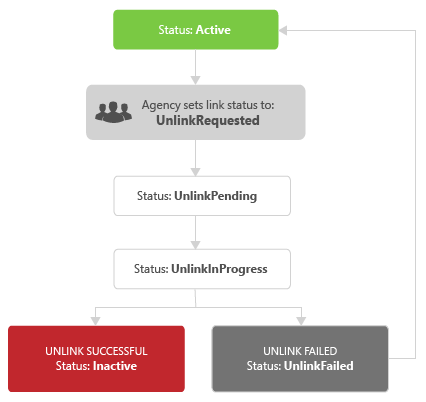 Status: Active
Agency sets link status to:
UnlinkRequested
Status: UnlinkPending
Status: UnlinkInProgress
UNLINK SUCCESSFUL
Status: Inactive
UNLINK FAILED
Status: UnlinkFailed